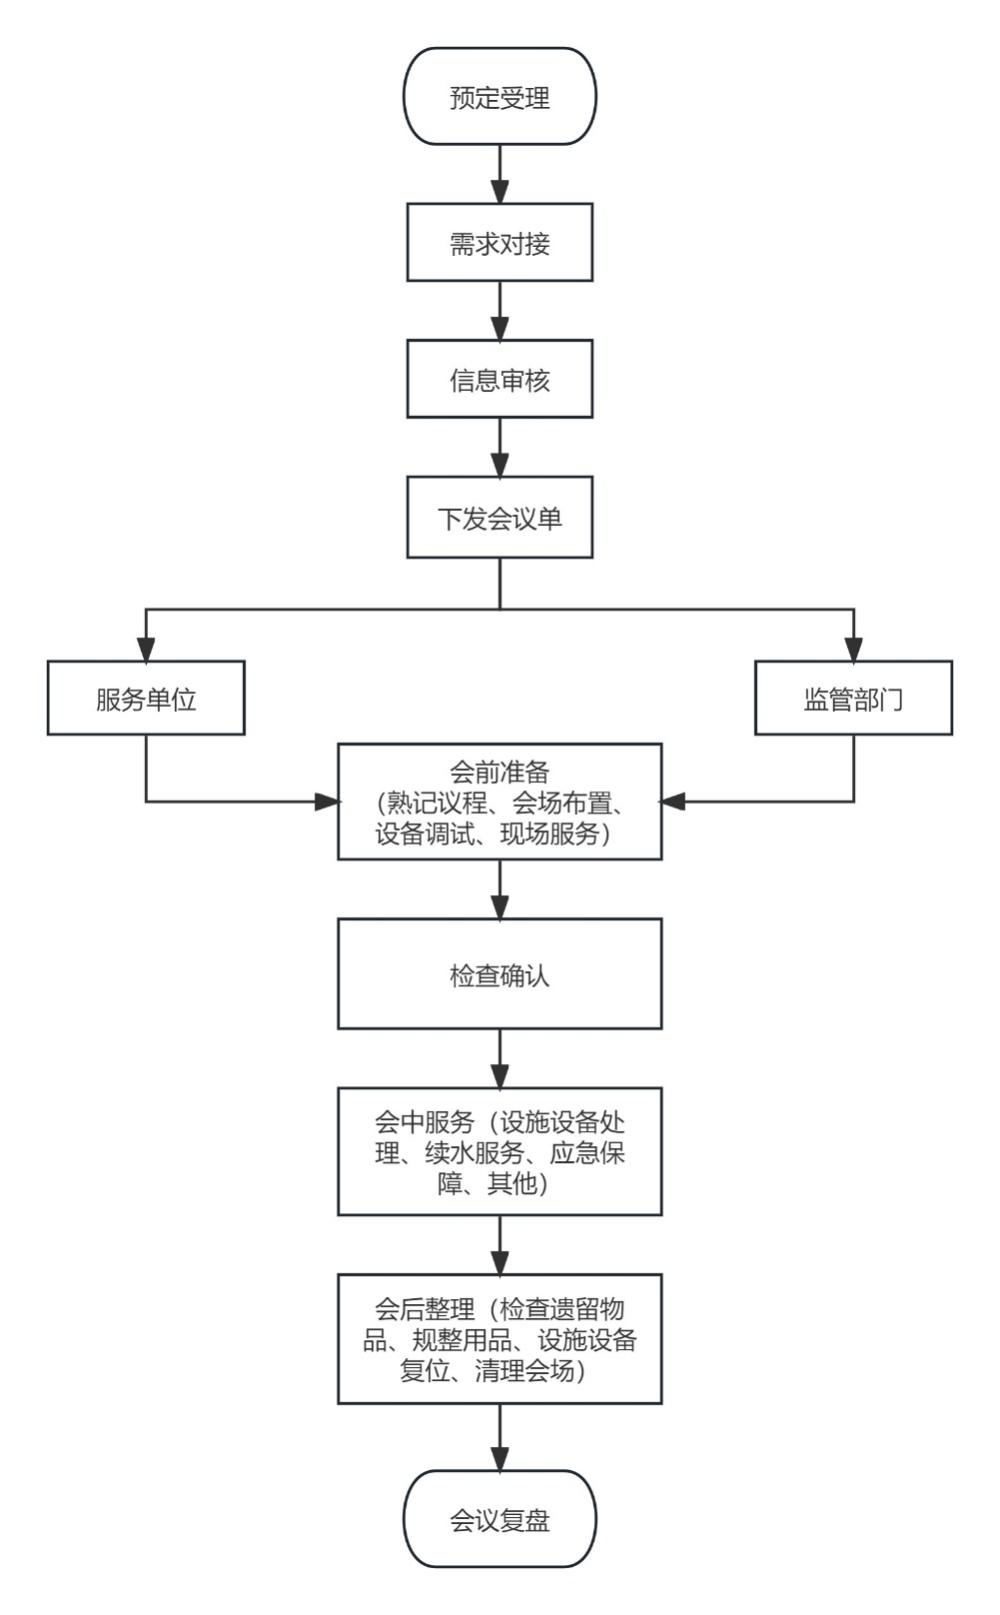 预定受理
需求对接
信息审核
下发会议单
服务单位
监管部门
会前准备
（熟记议程、会场布置、
设备调试、现场服务）
检查确认
会中服务（设施设备处
理、续水服务、应急保
障、其他）
会后整理（检查遗留物
品、规整用品、设施设备
复位、清理会场）
会议复盘